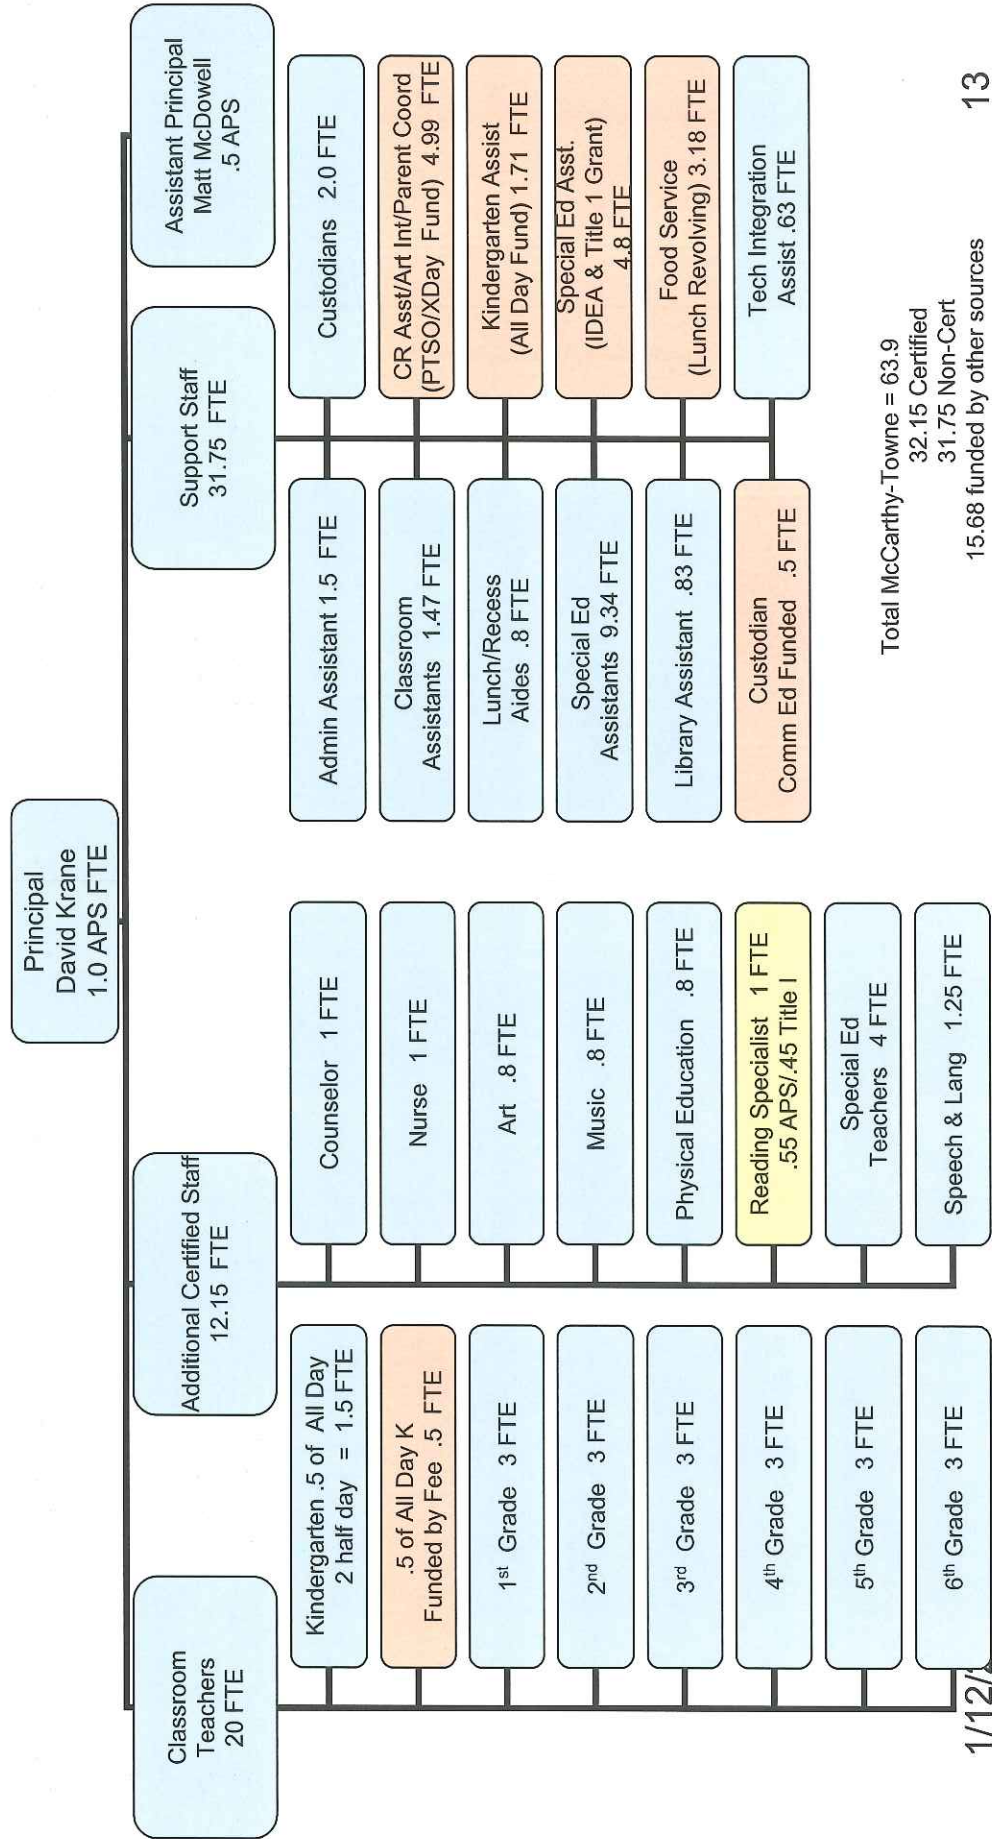 Principal
David Krane
1.0 APS FTE
Classroom
Teachers
20 FTE
Additional Certified Staff
12.15 FTE
Support Staff
31.75 FTE
Assistant Principal
Matt McDowell
.5 APS
Kindergarten .5 of All Day
2 half day = 1.5 FTE
.5 of All Day K
Funded by Fee .5 FTE
1st Grade 3 FTE
2nd Grade 3 FTE
3rd Grade 3 FTE
4th Grade 3 FTE
5th Grade 3 FTE
6th Grade 3 FTE
Counselor 1 FTE
Nurse 1 FTE
Art .8 FTE
Music .8 FTE
Physical Education .8 FTE
Reading Specialist 1 FTE
.55 APS/.45 Title I
Special Ed
Teachers 4 FTE
Speech & Lang 1.25 FTE
Admin Assistant 1.5 FTE
Classroom
Assistants 1.47 FTE
Lunch/Recess
Aides .8 FTE
Special Ed
Assistants 9.34 FTE
Library Assistant .83 FTE
Custodian
Comm Ed Funded .5 FTE
Custodians 2.0 FTE
CR Asst/Art Int/Parent Coord
(PTSO/XDay Fund) 4.99 FTE
Kindergarten Assist
(All Day Fund) 1.71 FTE
Special Ed Asst.
(IDEA & Title 1 Grant)
4.8 FTE
Food Service
(Lunch Revolving) 3.18 FTE
Tech Integration
Assist .63 FTE
Total McCarthy-Towne = 63.9
32.15 Certified
31.75 Non-Cert
15.68 funded by other sources
1/12/
13